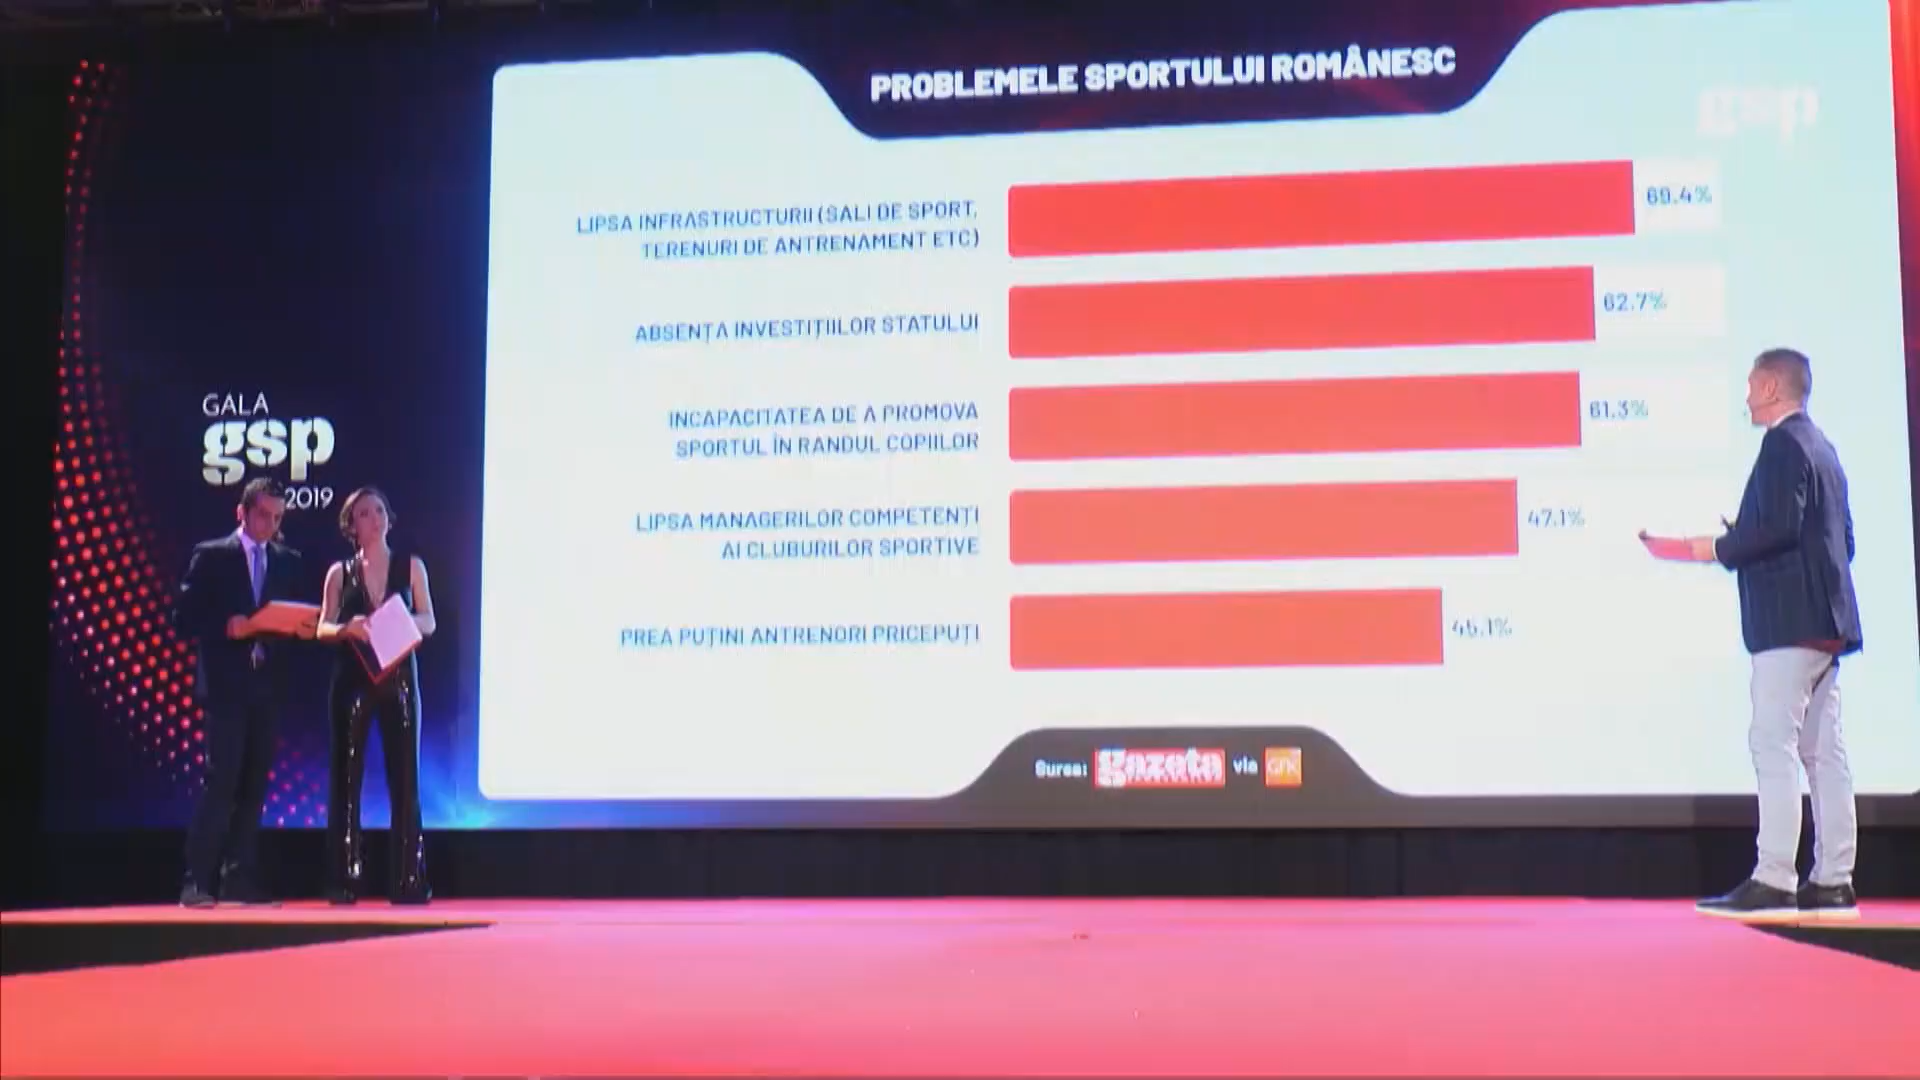 PROBLEMELE SPORTULUI ROMÂNESC
gsp
LIPSA INFRASTRUCTURII (SALI DE SPORT,
TERENURI DE ANTRENAMENT ETC)
69.4%
ABSENȚA INVESTIȚIILOR STATULUI
62.7%
INCAPACITATEA DE A PROMOVA
SPORTUL ÎN RANDUL COPIILOR
61.3%
LIPSA MANAGERILOR COMPETENȚI
AI CLUBURILOR SPORTIVE
47.1%
PREA PUȚINI ANTRENORI PRICEPUȚI
45.1%
Sursa: gazeta via GfK
GALA
gsp
2019